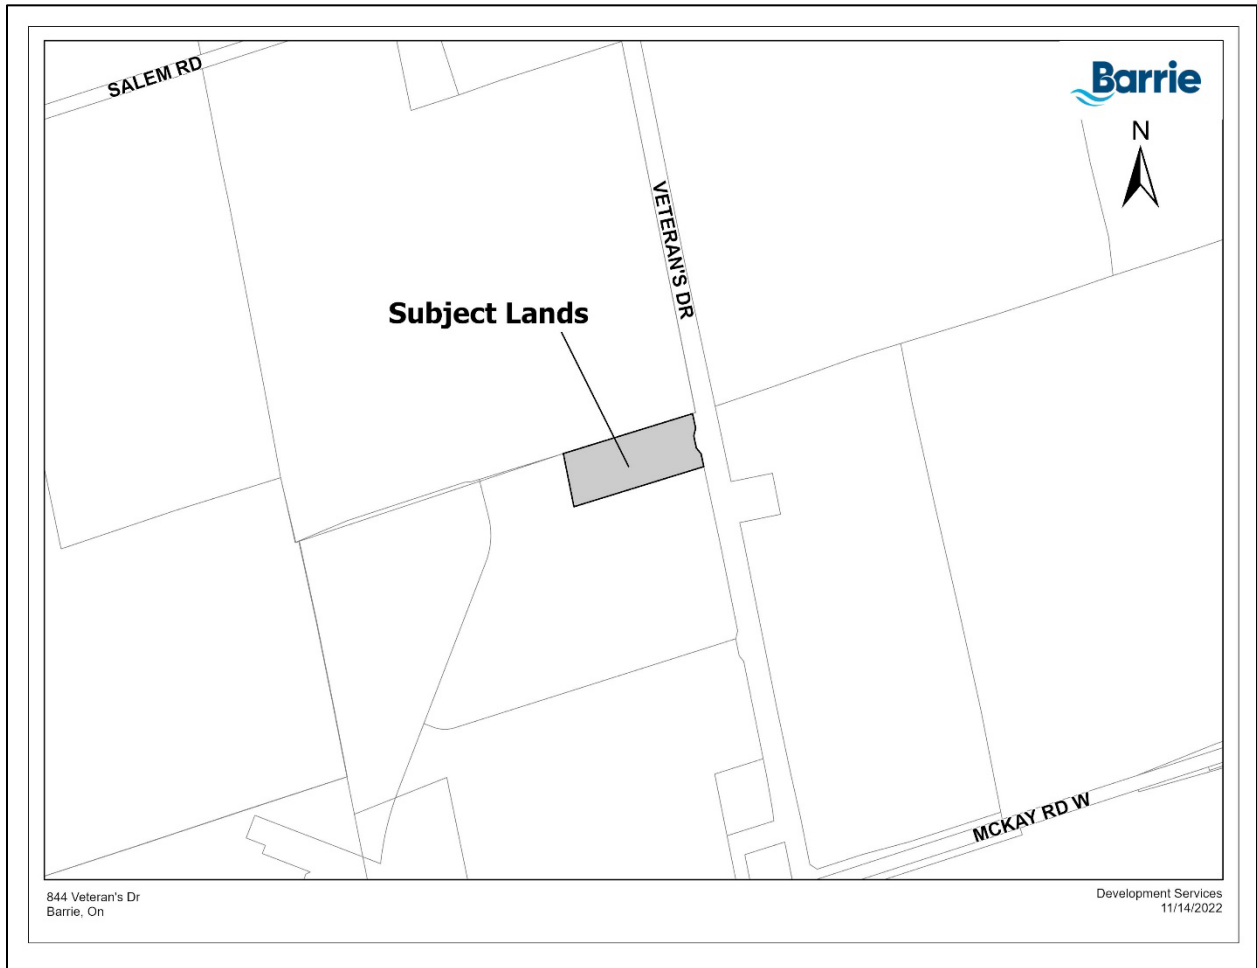 SALEM RD
Barrie
N
VETERAN'S DR
Subject Lands
MCKAY RD W
844 Veteran's Dr
Barrie, On
Development Services
11/14/2022